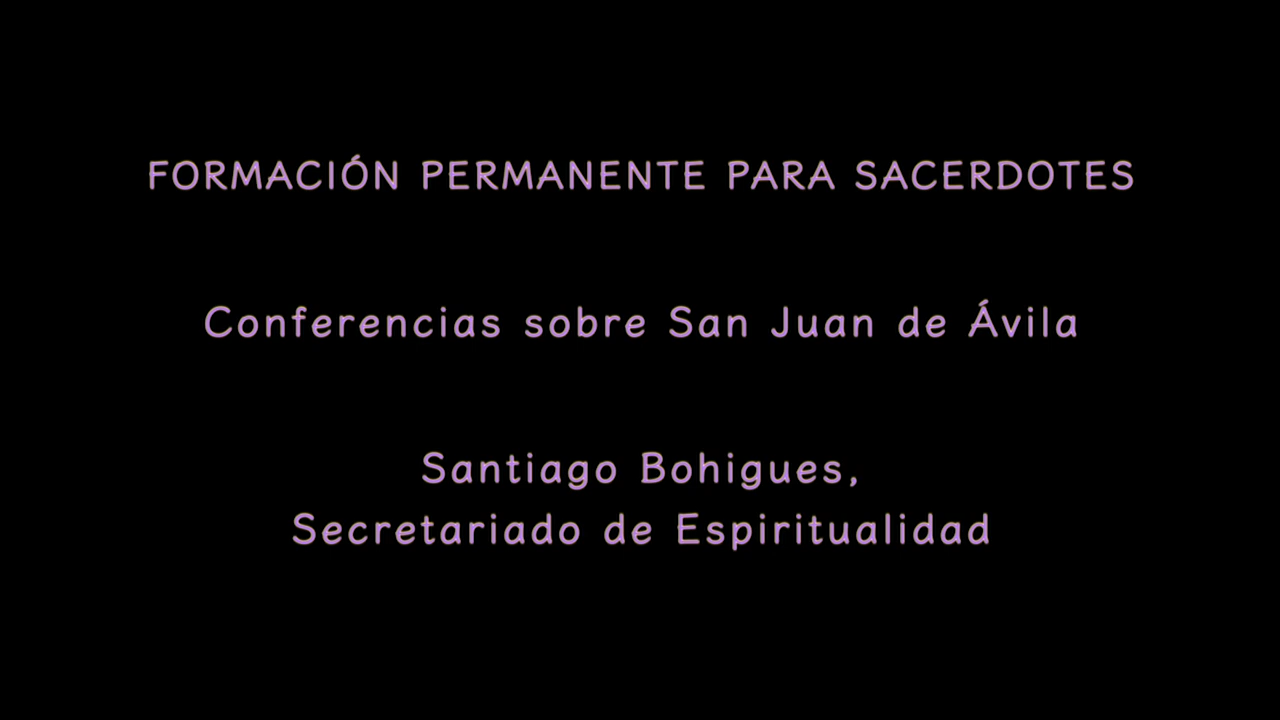 FORMACIÓN PERMANENTE PARA SACERDOTES
Conferencias sobre San Juan de Ávila
Santiago Bohigues,
Secretariado de Espiritualidad